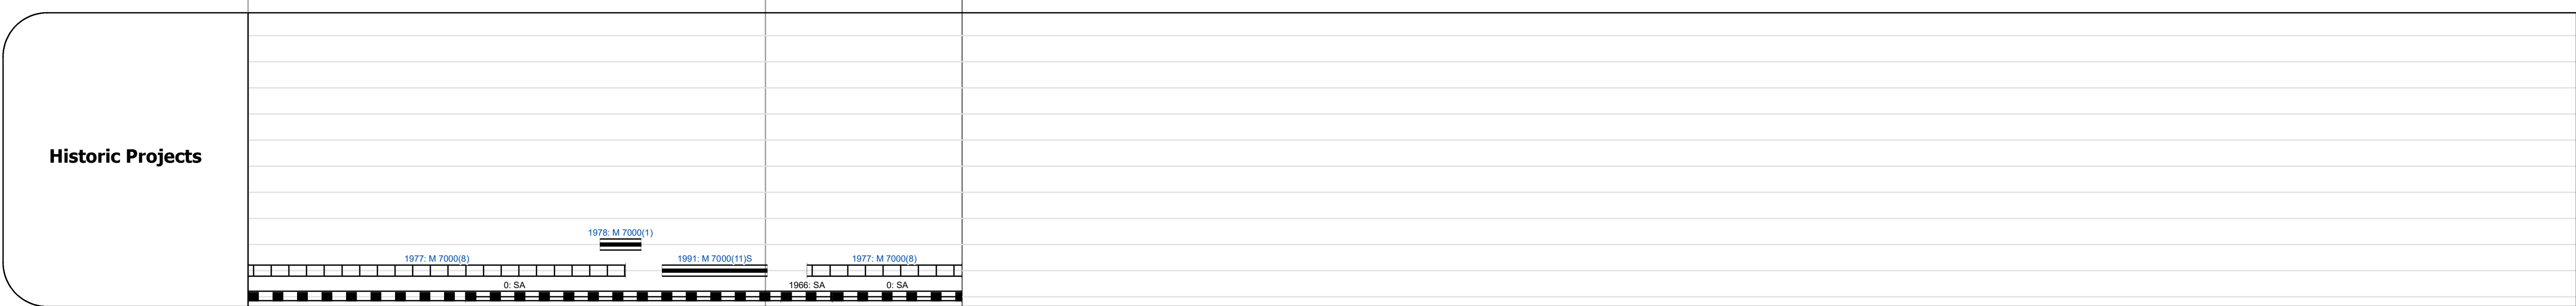 Historic Projects
1978: M 7000(1)
1977: M 7000(8)
1991: M 7000(11)S
1977: M 7000(8)
0: SA
1966: SA
0: SA